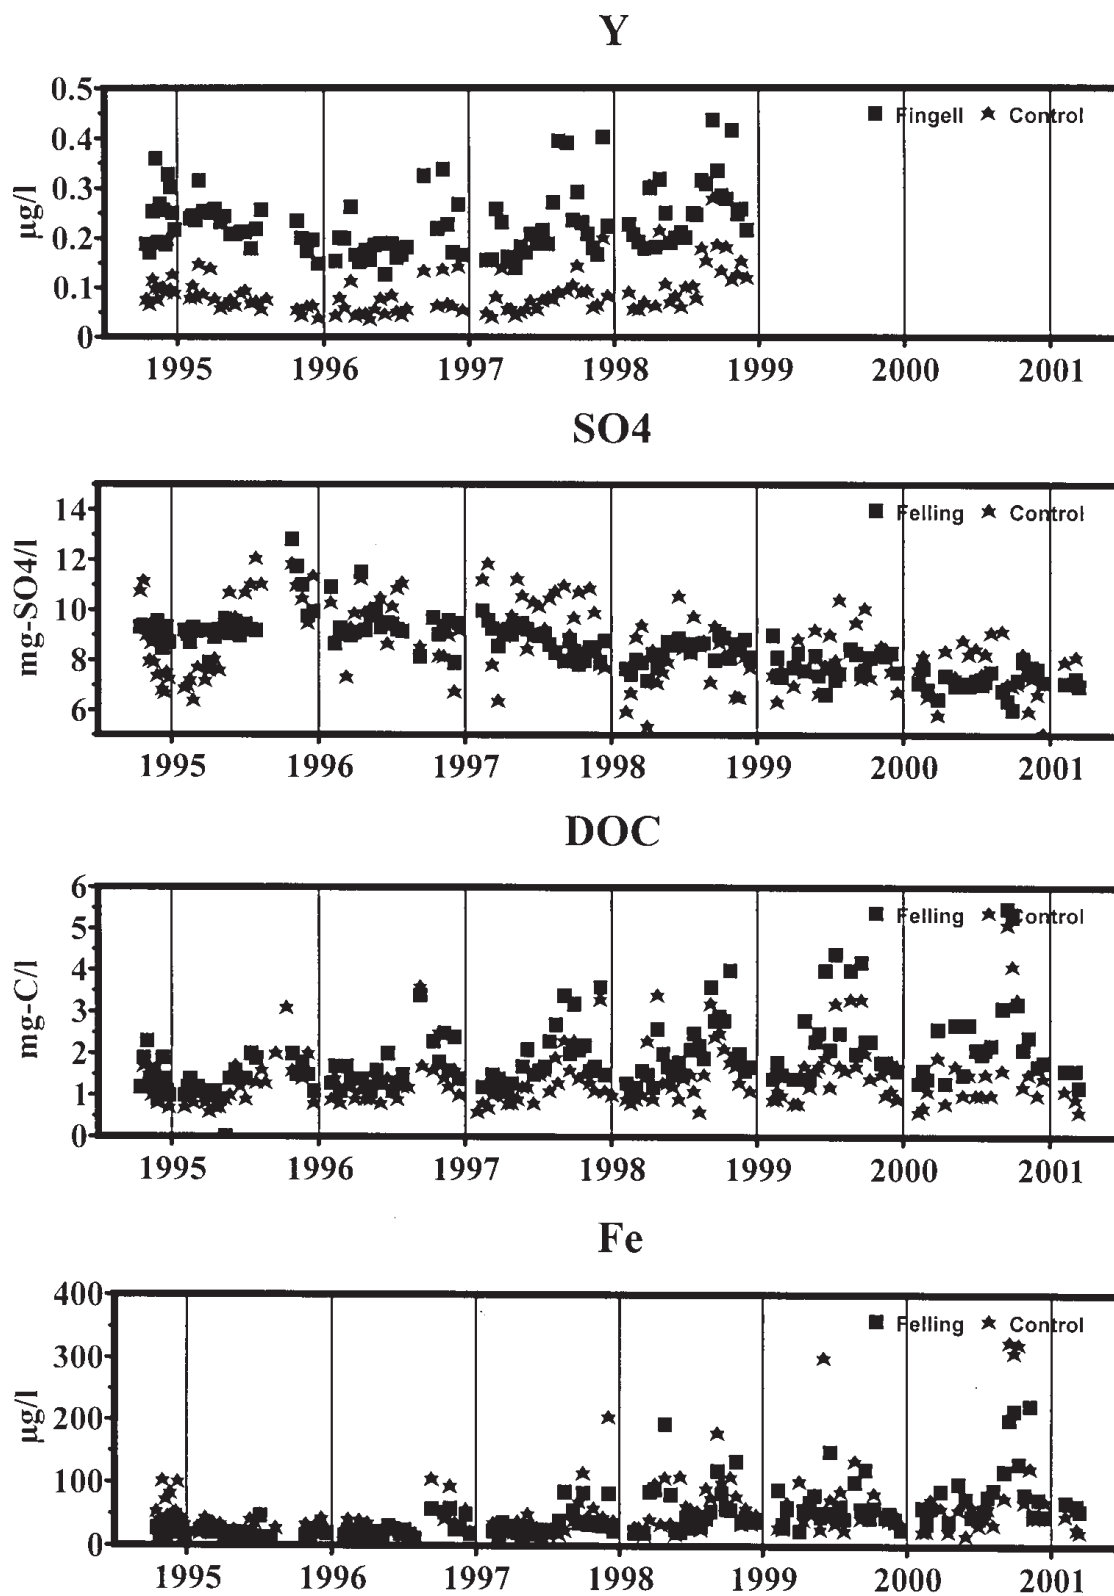 Y
0.5
Fingell Control
0.4
0.3
µg/l
0.2
0.1
0
1995 1996 1997 1998 1999 2000 2001
SO4
14
Felling Control
12
10
mg-SO4/l
8
6
1995 1996 1997 1998 1999 2000 2001
DOC
6
Felling Control
5
4
mg-C/l
3
2
1
0
1995 1996 1997 1998 1999 2000 2001
Fe
400
Felling Control
300
µg/l
200
100
0
1995 1996 1997 1998 1999 2000 2001